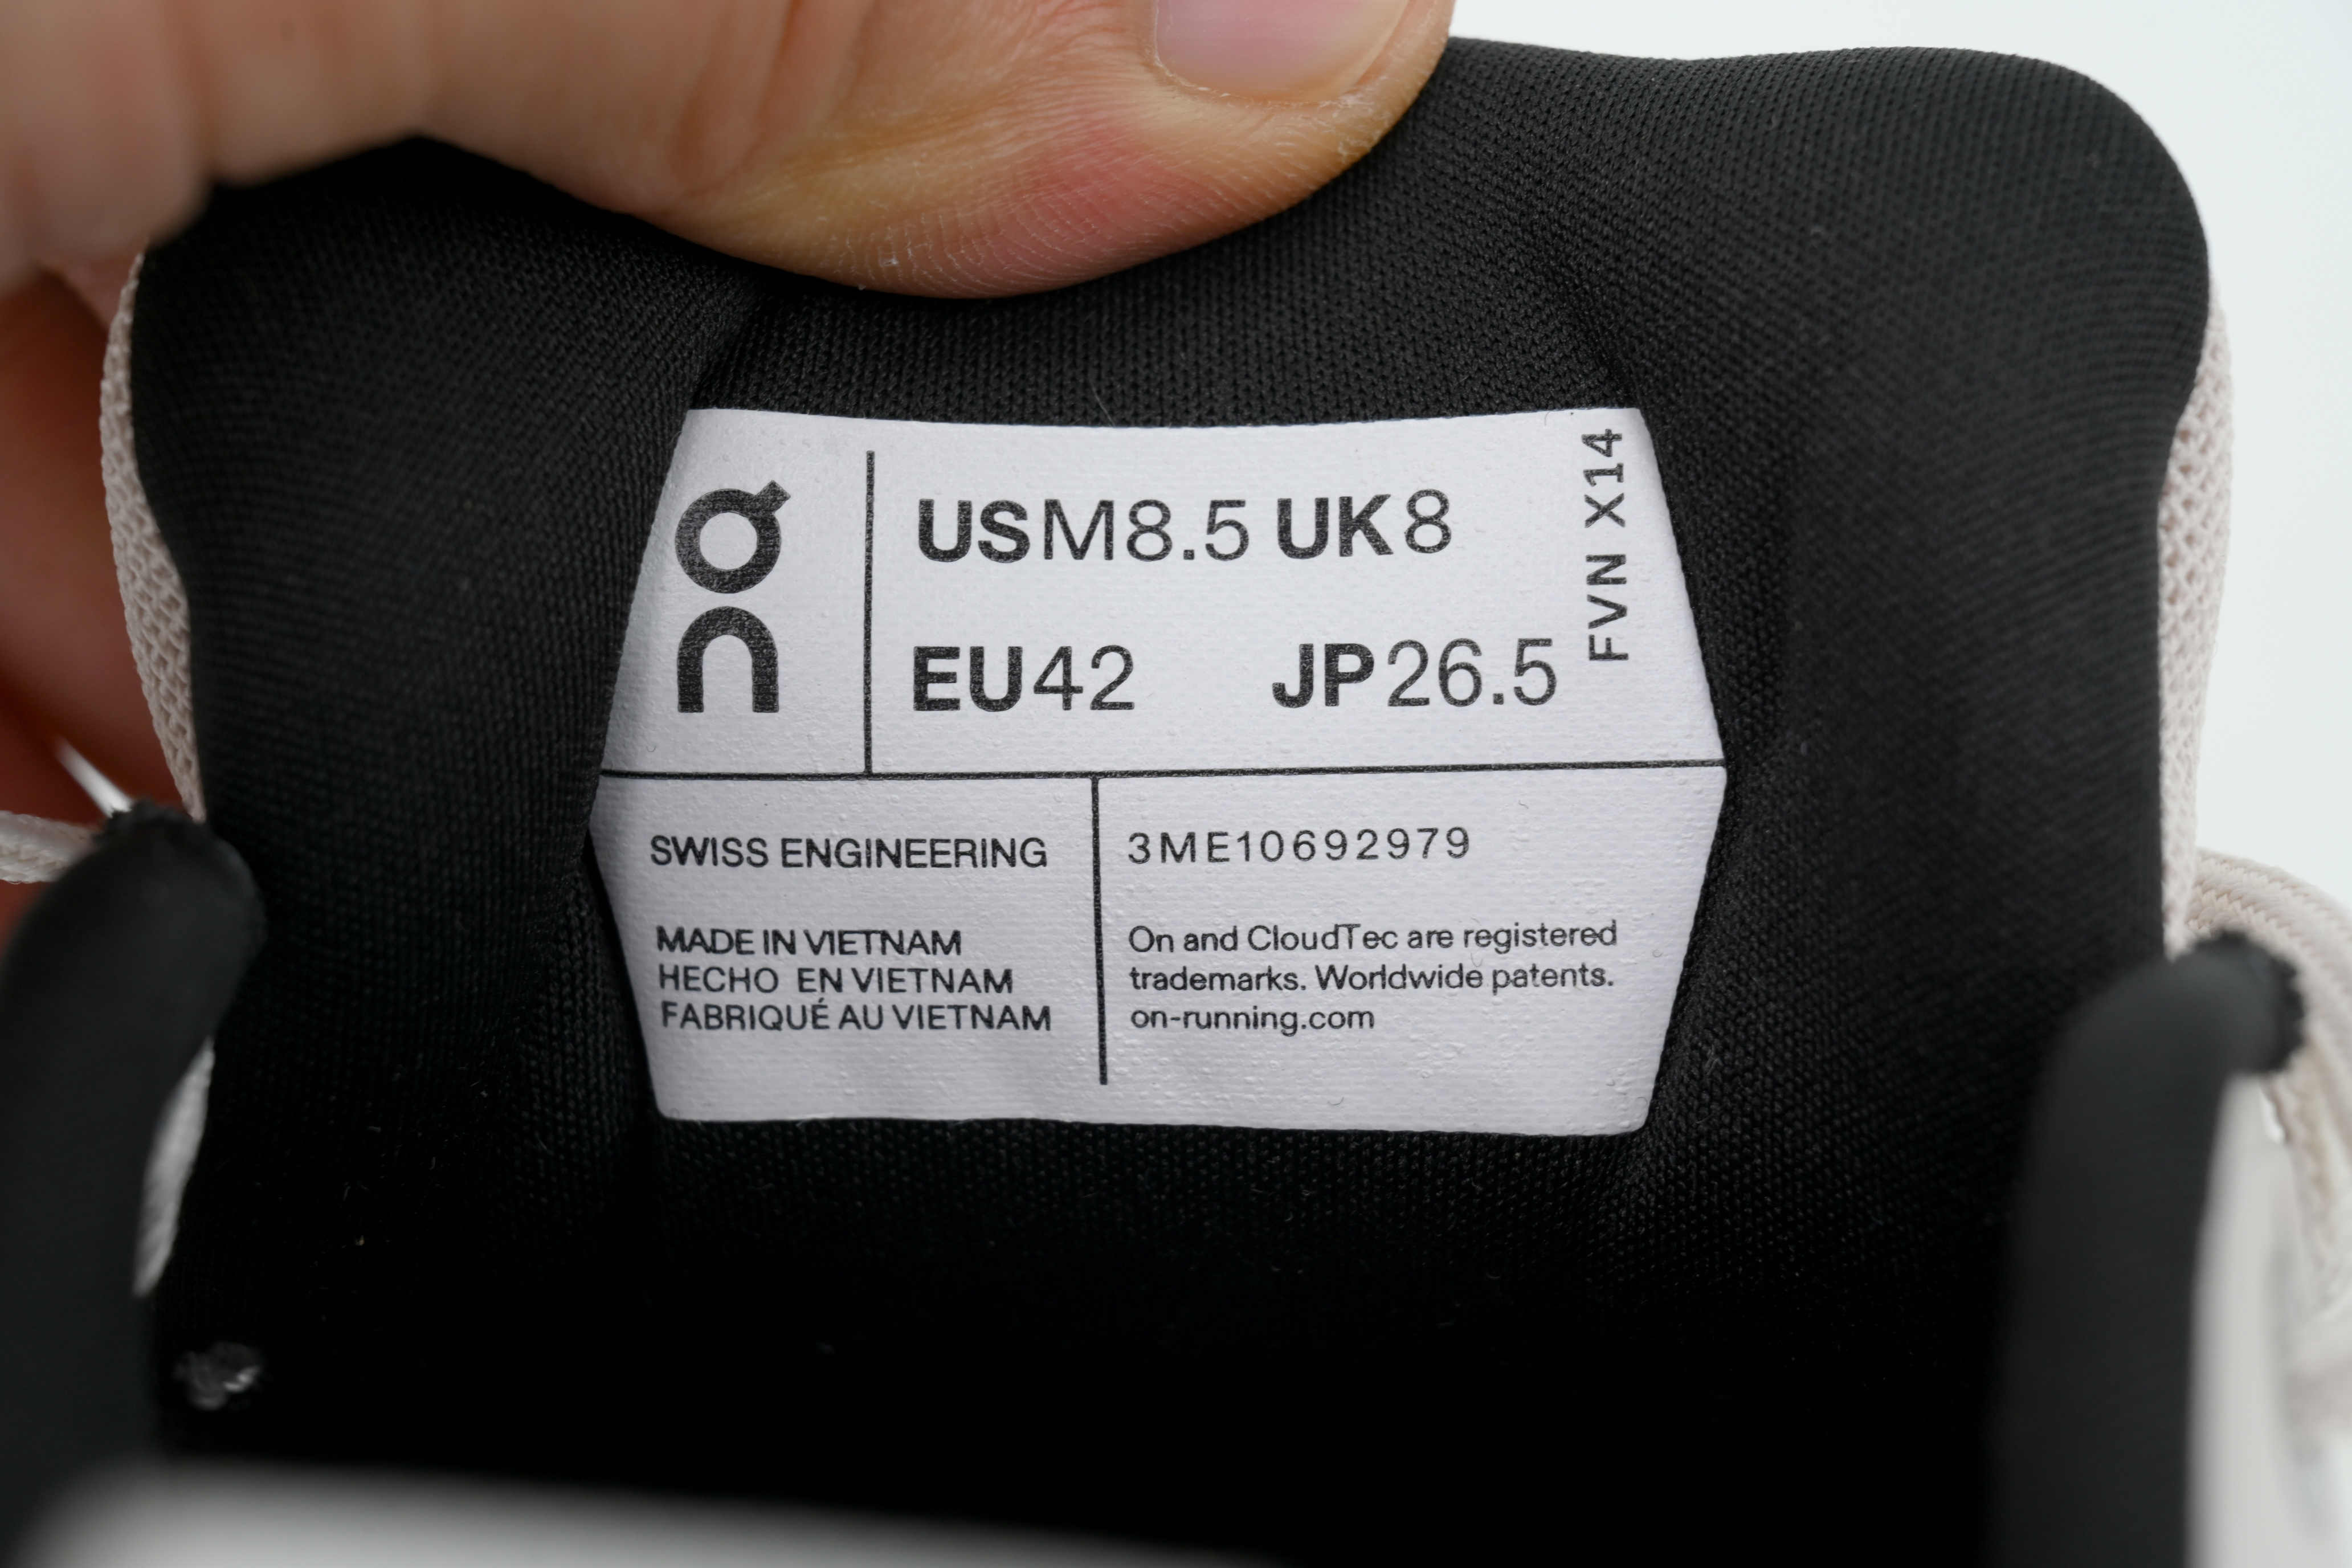 On
USM8.5 UK8
EU42 JP26.5
FVN X14
SWISS ENGINEERING
MADE IN VIETNAM
HECHO EN VIETNAM
FABRIQUÉ AU VIETNAM
3ME10692979
On and CloudTec are registered
trademarks. Worldwide patents.
on-running.com